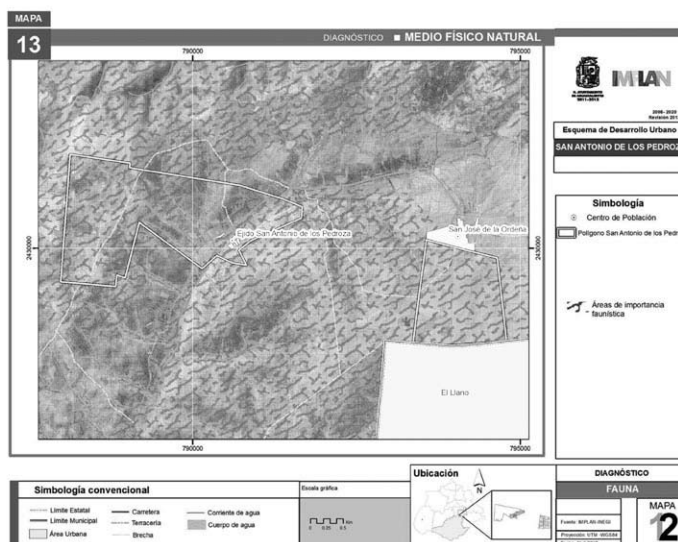 MAPA
13
DIAGNÓSTICO ■ MEDIO FÍSICO NATURAL
790000
795000
2430000
2430000
Ejido San Antonio de los Pedroza
San José de la Ordeña
El Llano
790000
795000
IMPLAN
Esquema de Desarrollo Urbano
SAN ANTONIO DE LOS PEDROZ
Simbología
Centro de Población
Polígono San Antonio de los Pedr
Áreas de importancia
faunística
Simbología convencional
Límite Estatal
Límite Municipal
Área Urbana
Carretera
Terracería
Brecha
Corriente de agua
Cuerpo de agua
Escala gráfica
Km
Ubicación
N
DIAGNÓSTICO
FAUNA
Fuente: IMPLAN-INEGI
MAPA
12